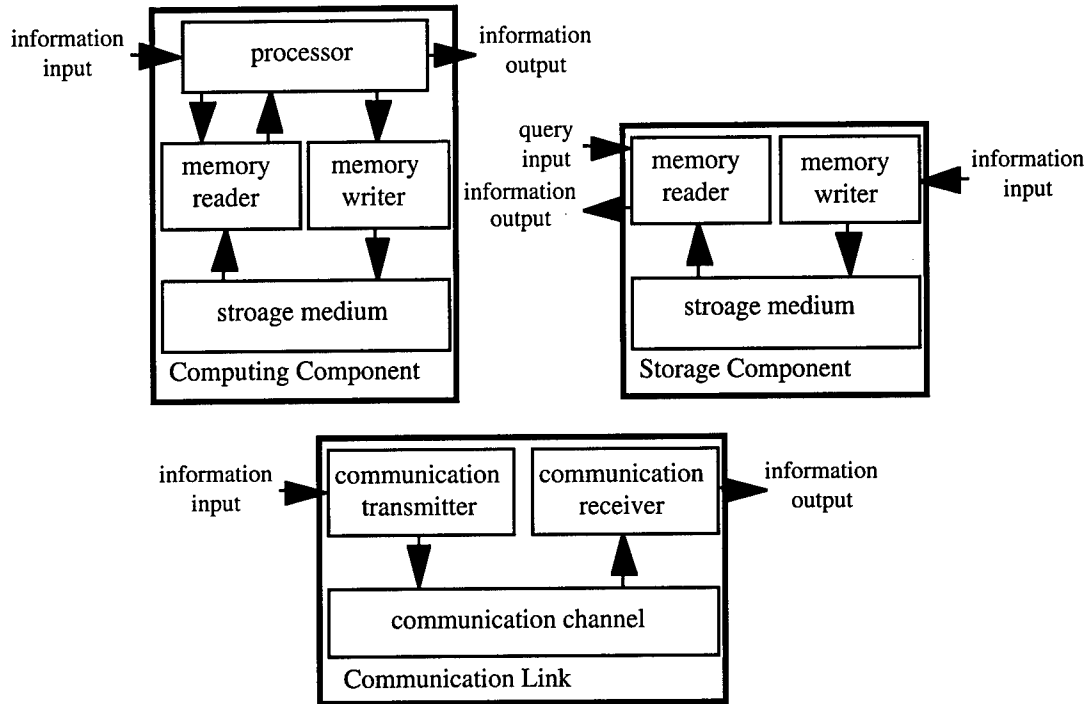 information
input
processor
information
output
memory
reader
memory
writer
stroage medium
Computing Component
query
input
information
output
memory
reader
memory
writer
information
input
stroage medium
Storage Component
information
input
communication
transmitter
communication
receiver
information
output
communication channel
Communication Link